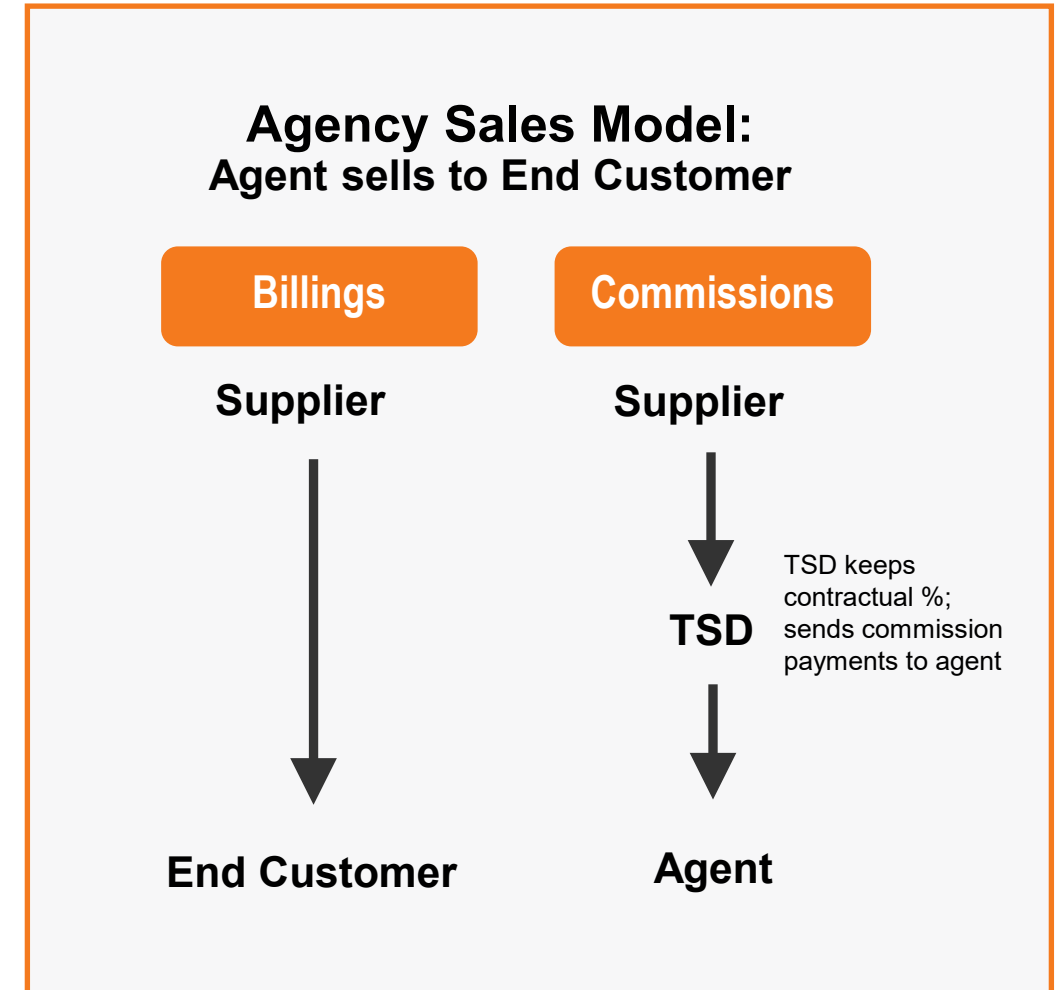 Agency Sales Model:
Agent sells to End Customer
Billings
Commissions
Supplier
Supplier
TSD
TSD keeps
contractual %;
sends commission
payments to agent
End Customer
Agent